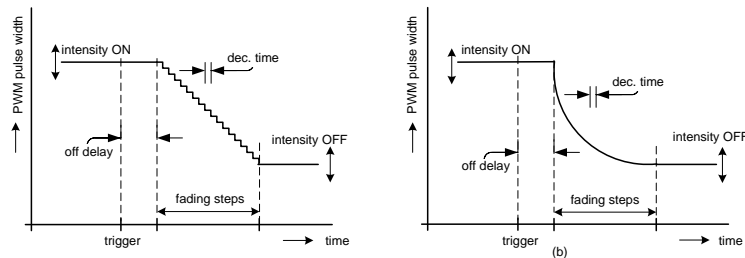 PWM pulse width
intensity ON
dec. time
off delay
intensity OFF
fading steps
trigger
time
PWM pulse width
intensity ON
dec. time
off delay
intensity OFF
fading steps
trigger
time
(b)